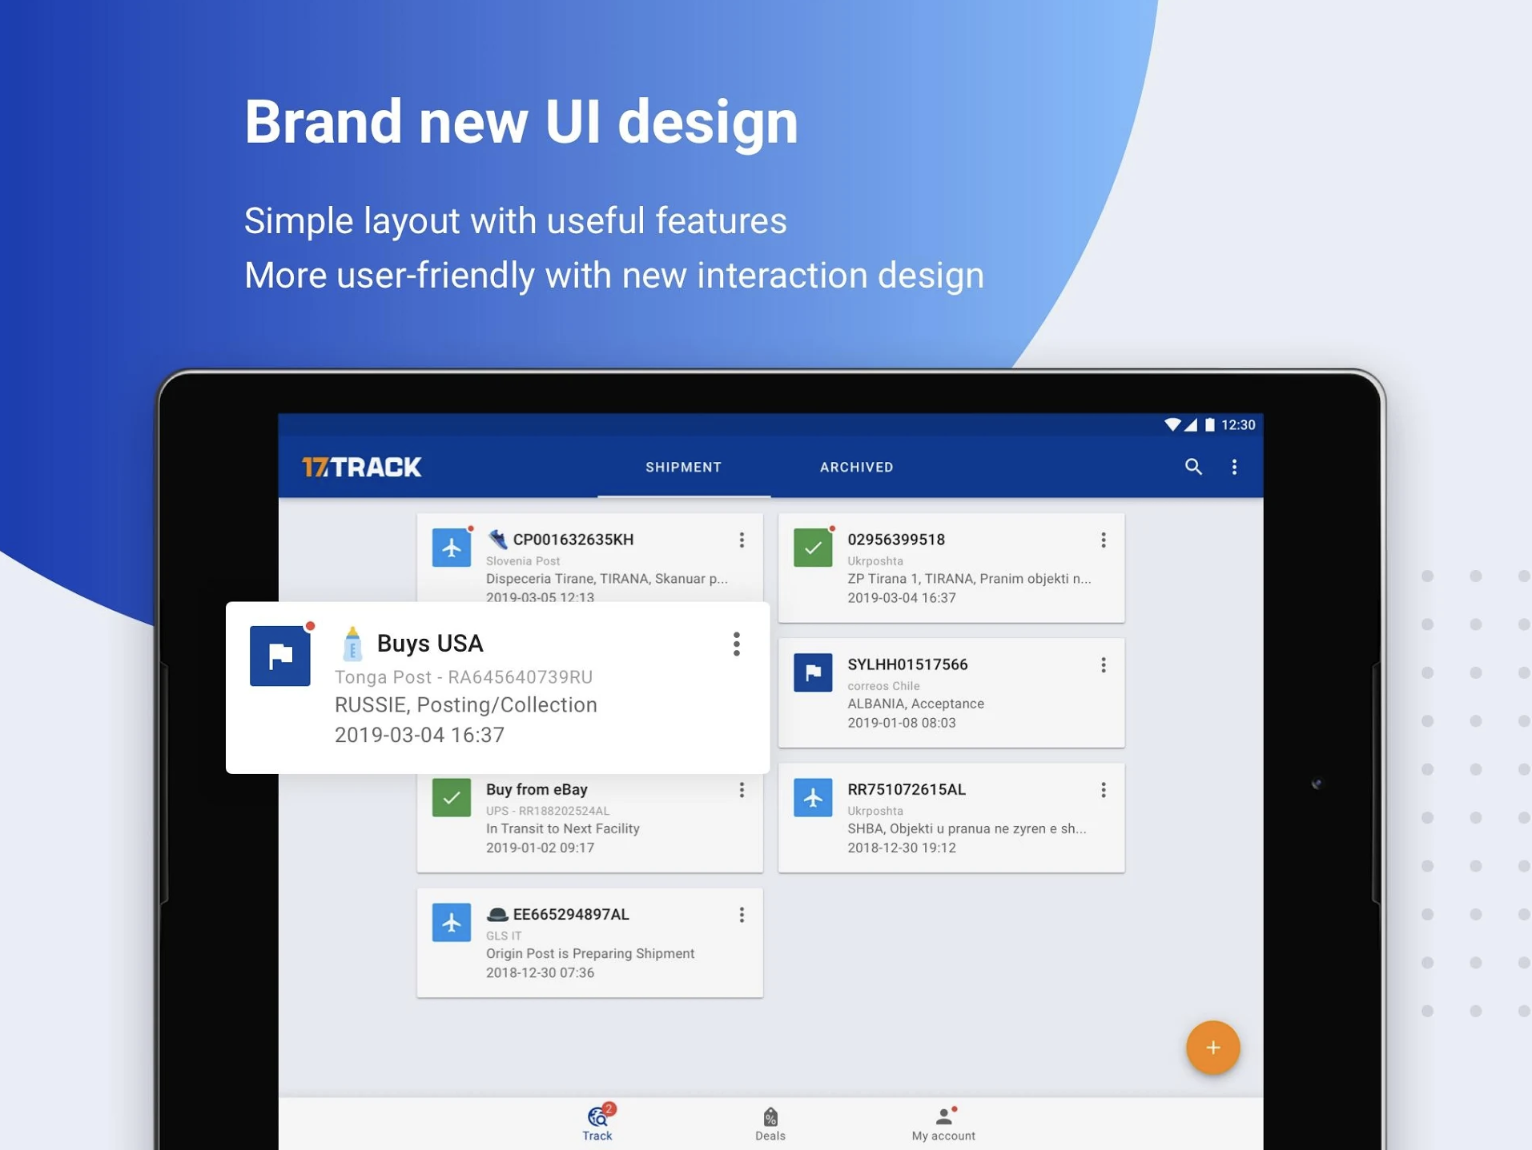 Brand new UI design
Simple layout with useful features
More user-friendly with new interaction design
12:30
17TRACK
SHIPMENT
ARCHIVED
CP001632635KH
Slovenia Post
Dispeceria Tirane, TIRANA, Skanuar p...
2019-03-05 12:13
02956399518
Ukrposhta
ZP Tirana 1, TIRANA, Pranim objekti n...
2019-03-04 16:37
Buys USA
Tonga Post - RA645640739RU
RUSSIE, Posting/Collection
2019-03-04 16:37
SYLHH01517566
correos Chile
ALBANIA, Acceptance
2019-01-08 08:03
Buy from eBay
UPS - RR188202524AL
In Transit to Next Facility
2019-01-02 09:17
RR751072615AL
Ukrposhta
SHBA, Objekti u pranua ne zyren e sh...
2018-12-30 19:12
EE665294897AL
GLS IT
Origin Post is Preparing Shipment
2018-12-30 07:36
2
Track
Deals
My account